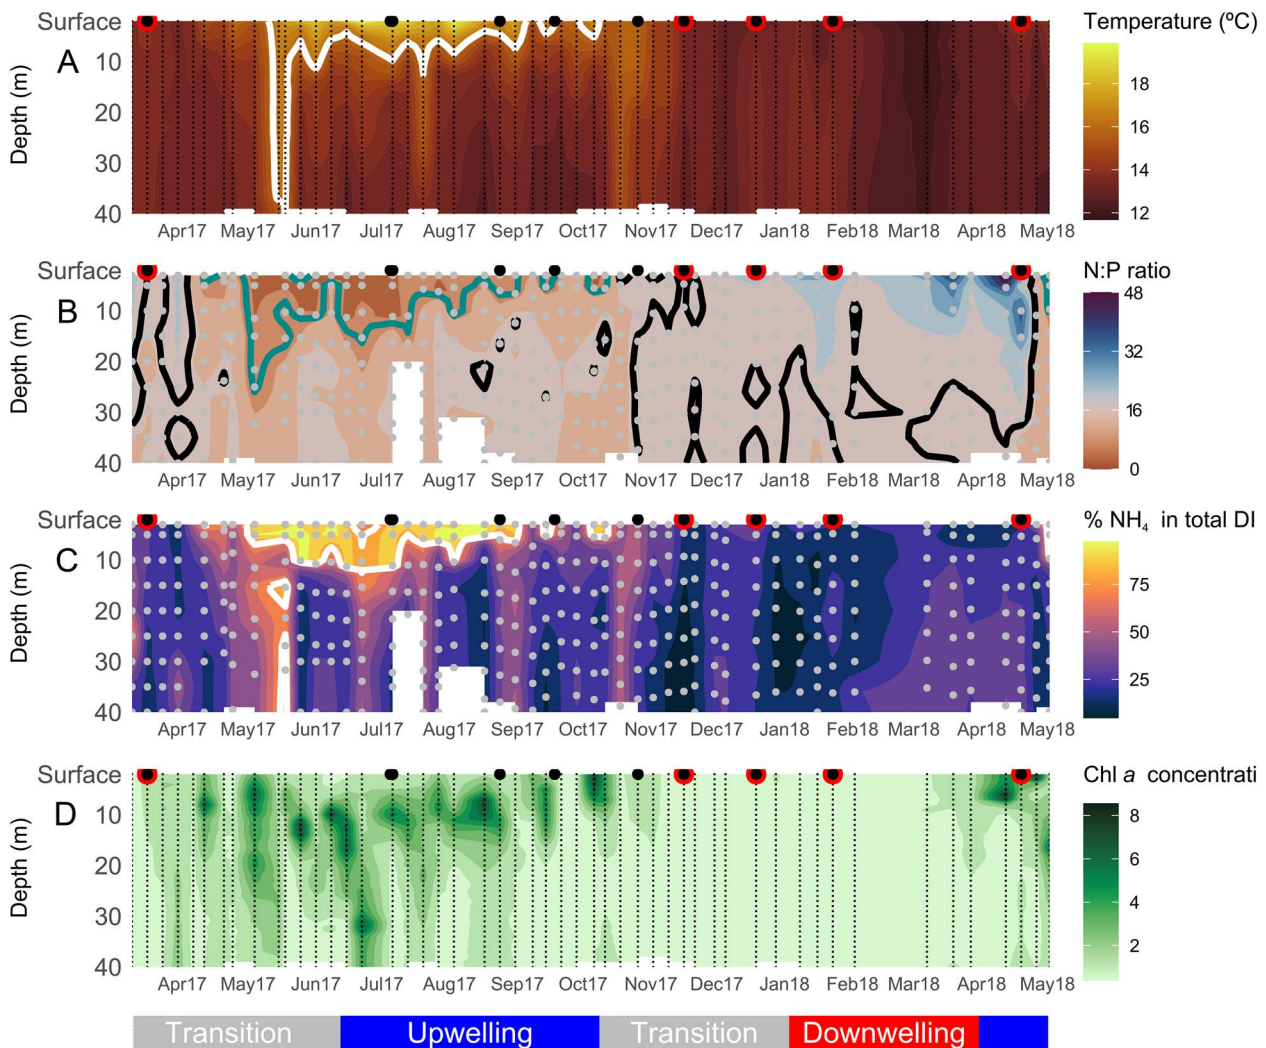 Surface
10
20
30
40
Depth (m)
A
Apr17 May17 Jun17 Jul17 Aug17 Sep17 Oct17 Nov17 Dec17 Jan18 Feb18 Mar18 Apr18 May18
Temperature (ºC)
18
16
14
12
Surface
10
20
30
40
Depth (m)
B
Apr17 May17 Jun17 Jul17 Aug17 Sep17 Oct17 Nov17 Dec17 Jan18 Feb18 Mar18 Apr18 May18
N:P ratio
48
32
16
0
Surface
10
20
30
40
Depth (m)
C
Apr17 May17 Jun17 Jul17 Aug17 Sep17 Oct17 Nov17 Dec17 Jan18 Feb18 Mar18 Apr18 May18
% NH₄ in total DI
75
50
25
Surface
10
20
30
40
Depth (m)
D
Apr17 May17 Jun17 Jul17 Aug17 Sep17 Oct17 Nov17 Dec17 Jan18 Feb18 Mar18 Apr18 May18
Chl a concentrati
8
6
4
2
Transition Upwelling Transition Downwelling